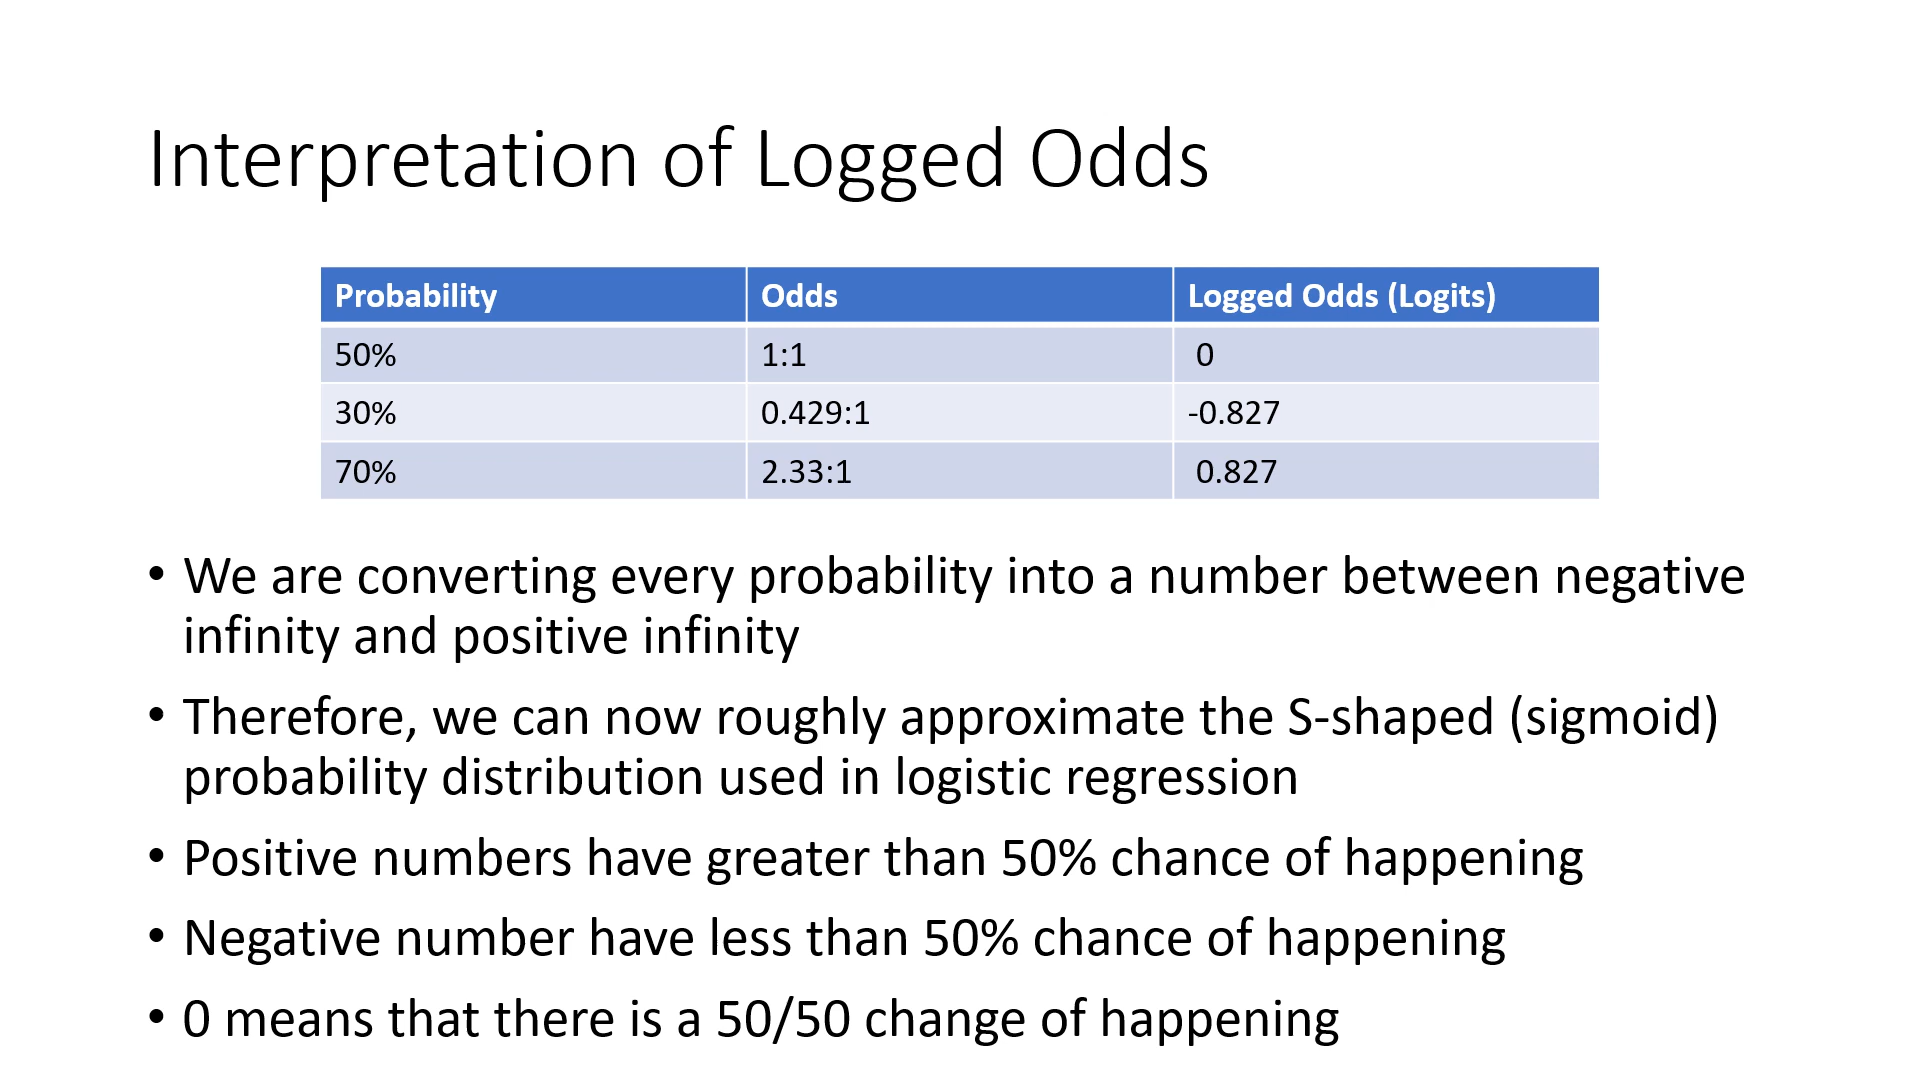 Interpretation of Logged Odds
Probability Odds Logged Odds (Logits)
50% 1:1 0
30% 0.429:1 -0.827
70% 2.33:1 0.827
• We are converting every probability into a number between negative
infinity and positive infinity
• Therefore, we can now roughly approximate the S-shaped (sigmoid)
probability distribution used in logistic regression
• Positive numbers have greater than 50% chance of happening
• Negative number have less than 50% chance of happening
• 0 means that there is a 50/50 change of happening